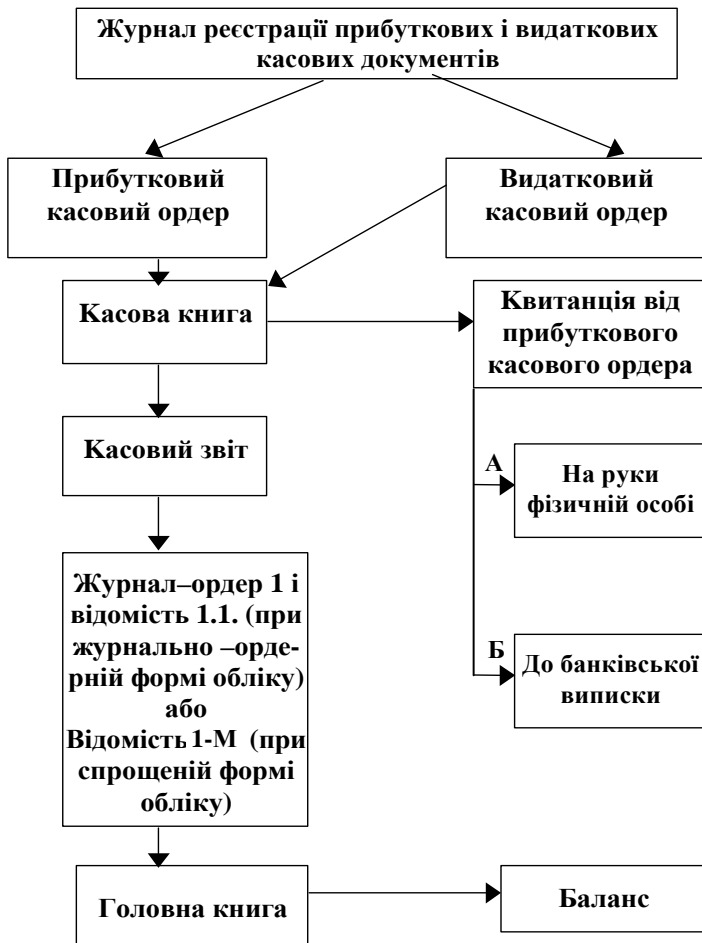 Журнал реєстрації прибуткових і видаткових
касових документів
Прибутковий
касовий ордер
Видатковий
касовий ордер
Касова книга
Квитанція від
прибуткового
касового ордера
Касовий звіт
А
На руки
фізичній особі
Журнал–ордер 1 і
відомість 1.1. (при
журнально –орде-
рній формі обліку)
або
Відомість 1-М (при
спрощеній формі
обліку)
Б
До банківської
виписки
Головна книга
Баланс